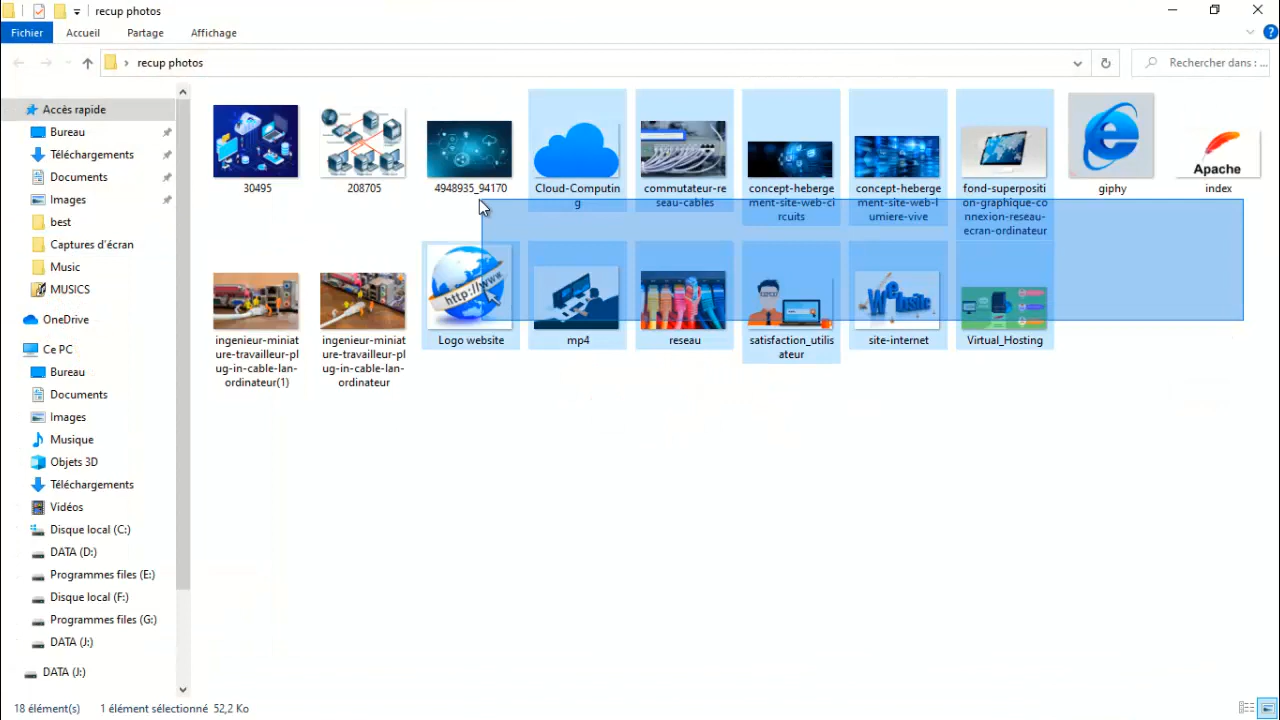 recup photos
Fichier
Accueil
Partage
Affichage
recup photos
Rechercher dans : ...
Accès rapide
Bureau
Téléchargements
Documents
Images
best
Captures d'écran
Music
MUSICS
OneDrive
Ce PC
Bureau
Documents
Images
Musique
Objets 3D
Téléchargements
Vidéos
Disque local (C:)
DATA (D:)
Programmes files (E:)
Disque local (F:)
Programmes files (G:)
DATA (J:)
DATA (J:)
30495
208705
4948935_94170
Cloud-Computin
g
commutateur-re
seau-cables
concept-heberge
ment-site-web-ci
rcuits
concept-heberge
ment-site-web-l
umiere-vive
fond-superpositi
on-graphique-co
nnexion-reseau-
ecran-ordinateur
giphy
Apache
index
ingenieur-miniat
ure-travailleur-pl
ug-in-cable-lan-
ordinateur(1)
ingenieur-miniat
ure-travailleur-pl
ug-in-cable-lan-
ordinateur
http://www
Logo website
mp4
reseau
satisfaction_utilis
ateur
Website
site-internet
Virtual_Hosting
18 élément(s)
1 élément sélectionné 52,2 Ko